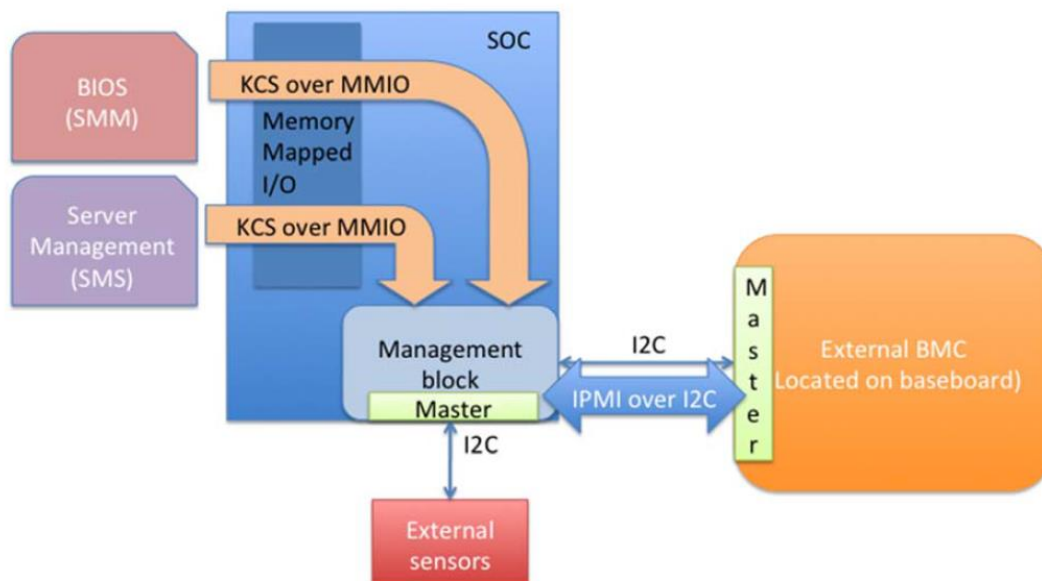 SOC
BIOS
(SMM)
KCS over MMIO
Memory
Mapped
I/O
Server
Management
(SMS)
KCS over MMIO
Management
block
Master
I2C
IPMI over I2C
Master
External BMC
Located on baseboard)
I2C
External
sensors